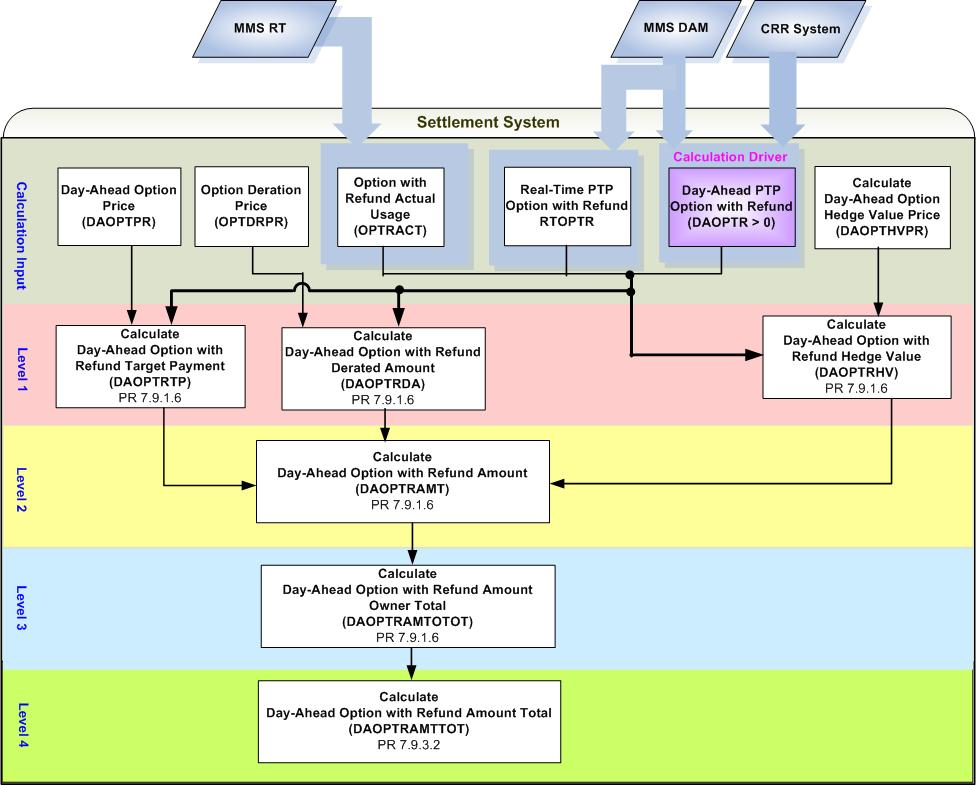 MMS RT
MMS DAM
CRR System
Settlement System
Calculation Input
Day-Ahead Option
Price
(DAOPTPR)
Option Deration
Price
(OPTDRPR)
Option with
Refund Actual
Usage
(OPTRACT)
Real-Time PTP
Option with Refund
RTOPTR
Calculation Driver
Day-Ahead PTP
Option with Refund
(DAOPTR > 0)
Calculate
Day-Ahead Option
Hedge Value Price
(DAOPTHVPR)
Level 1
Calculate
Day-Ahead Option with
Refund Target Payment
(DAOPTRTP)
PR 7.9.1.6
Calculate
Day-Ahead Option with Refund
Derated Amount
(DAOPTRDA)
PR 7.9.1.6
Calculate
Day-Ahead Option with
Refund Hedge Value
(DAOPTRHV)
PR 7.9.1.6
Level 2
Calculate
Day-Ahead Option with Refund Amount
(DAOPTRAMT)
PR 7.9.1.6
Level 3
Calculate
Day-Ahead Option with Refund Amount
Owner Total
(DAOPTRAMTOTOT)
PR 7.9.1.6
Level 4
Calculate
Day-Ahead Option with Refund Amount Total
(DAOPTRAMTTOT)
PR 7.9.3.2